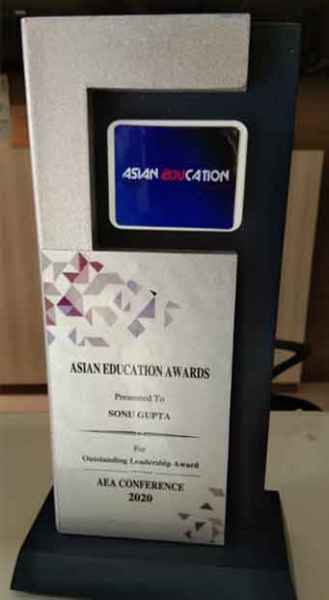 ASIAN EDUCATION
ASIAN EDUCATION AWARDS
Presented To
SONU GUPTA
For
Outstanding Leadership Award
AEA CONFERENCE
2020